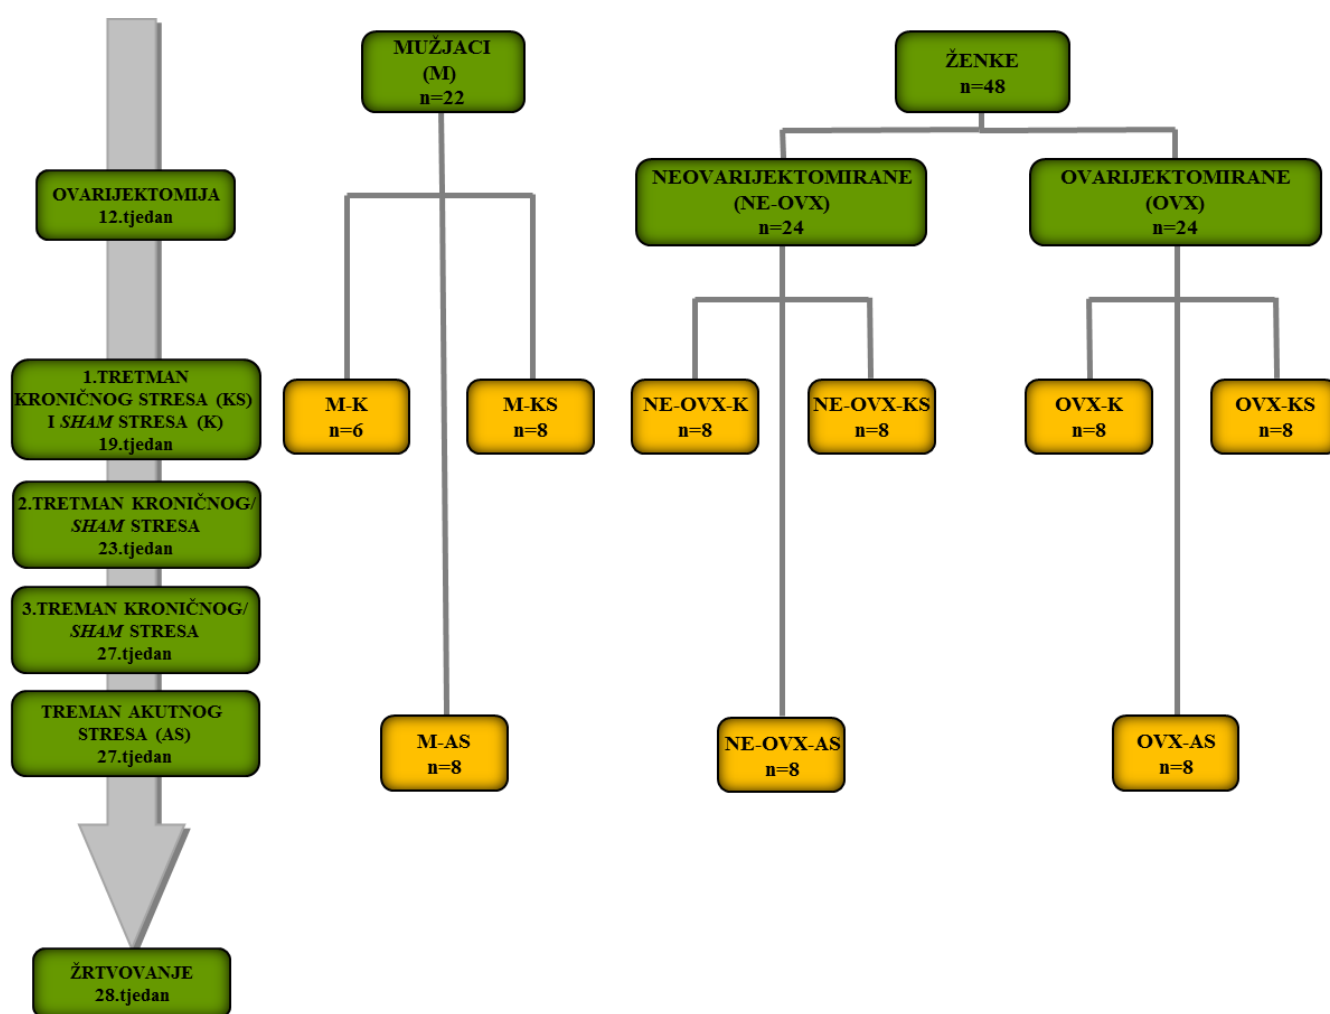 MUŽJACI
(M)
n=22
ŽENKE
n=48
OVARIJEKTOMIJA
12.tjedan
NEOVARIJEKTOMIRANE
(NE-OVX)
n=24
OVARIJEKTOMIRANE
(OVX)
n=24
1.TRETMAN
KRONIČNOG STRESA (KS)
I SHAM STRESA (K)
19.tjedan
M-K
n=6
M-KS
n=8
NE-OVX-K
n=8
NE-OVX-KS
n=8
OVX-K
n=8
OVX-KS
n=8
2.TRETMAN KRONIČNOG/
SHAM STRESA
23.tjedan
3.TREMAN KRONIČNOG/
SHAM STRESA
27.tjedan
TREMAN AKUTNOG
STRESA (AS)
27.tjedan
M-AS
n=8
NE-OVX-AS
n=8
OVX-AS
n=8
ŽRTVOVANJE
28.tjedan